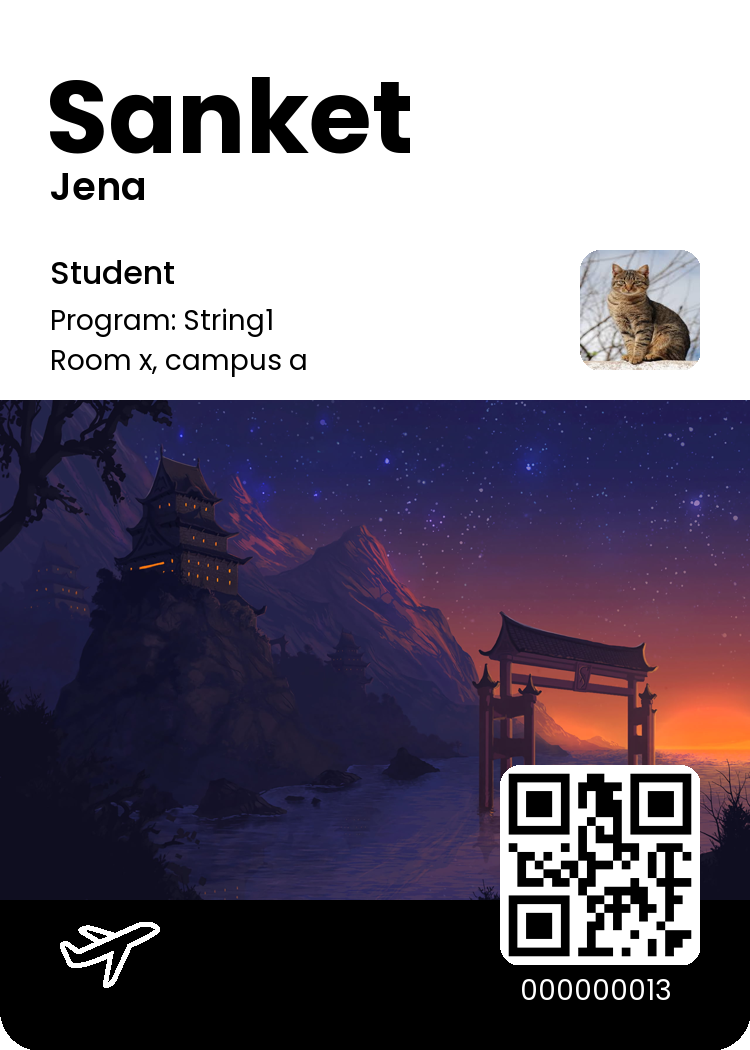 Sanket
Jena
Student
Program: String1
Room x, campus a
000000013